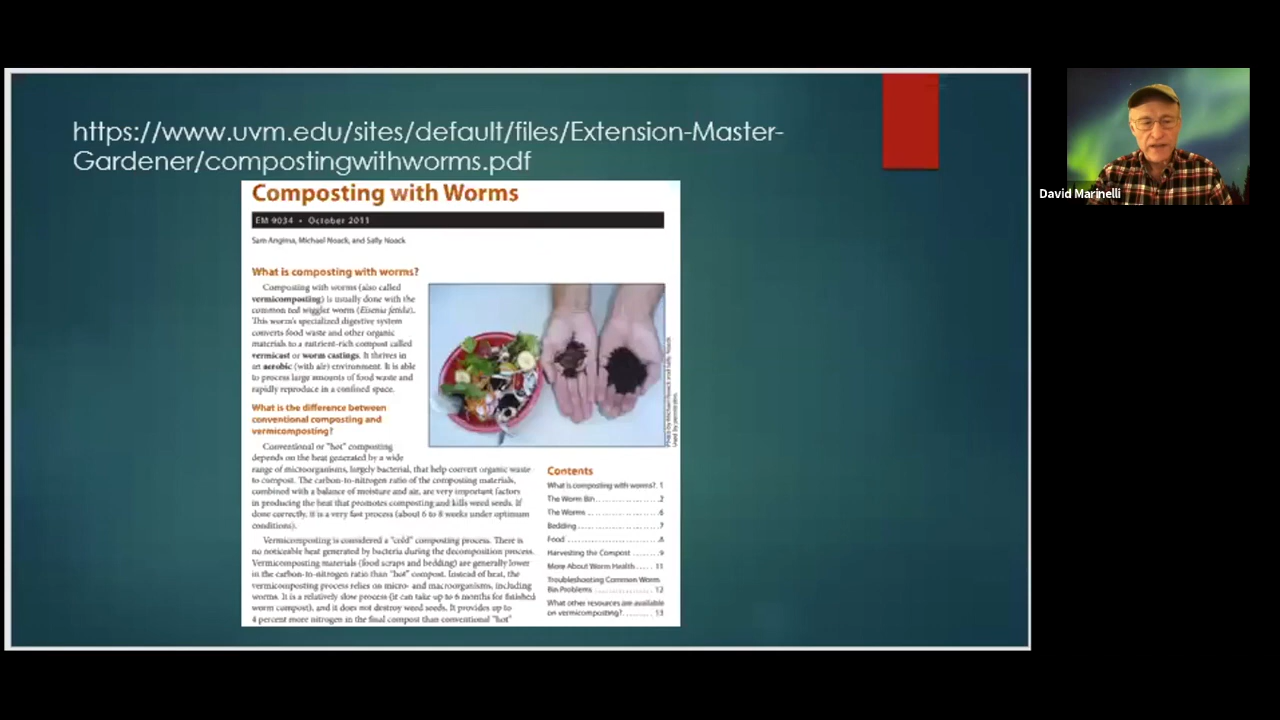 https://www.uvm.edu/sites/default/files/Extension-Master-
Gardener/compostingwithworms.pdf
David Marinelli
Composting with Worms
EM 9034 • October 2011
Sam Angima, Michael Noack, and Sally Noack
What is composting with worms?
Composting with worms (also called
vermicomposting) is usually done with the
common red wiggler worm (Eisenia fetida).
This worm's specialized digestive system
converts food waste and other organic
materials to a nutrient-rich compost called
vermicast or worm castings. It thrives in
an aerobic (with air) environment. It is able
to process large amounts of food waste and
rapidly reproduce in a confined space.
What is the difference between
conventional composting and
vermicomposting?
Conventional or "hot" composting
depends on the heat generated by a wide
range of microorganisms, largely bacterial, that help convert organic waste
to compost. The carbon-to-nitrogen ratio of the composting materials,
combined with a balance of moisture and air, are very important factors
in producing the heat that promotes composting and kills weed seeds. If
done correctly, it is a very fast process (about 6 to 8 weeks under optimum
conditions).
Vermicomposting is considered a "cold" composting process. There is
no noticeable heat generated by bacteria during the decomposition process.
Vermicomposting materials (food scraps and bedding) are generally lower
in the carbon-to-nitrogen ratio than "hot" compost. Instead of heat, the
vermicomposting process relies on micro- and macroorganisms, including
worms. It is a relatively slow process (it can take up to 6 months for finished
worm compost), and it does not destroy weed seeds. It provides up to
4 percent more nitrogen in the final compost than conventional "hot"
Photo by Michael Noack and Sally Noack.
Used by permission.
Contents
What is composting with worms?. 1
The Worm Bin..................2
The Worms....................6
Bedding.......................7
Food..........................8
Harvesting the Compost.........9
More About Worm Health..... 11
Troubleshooting Common Worm
Bin Problems................. 12
What other resources are available
on vermicomposting?......... 13